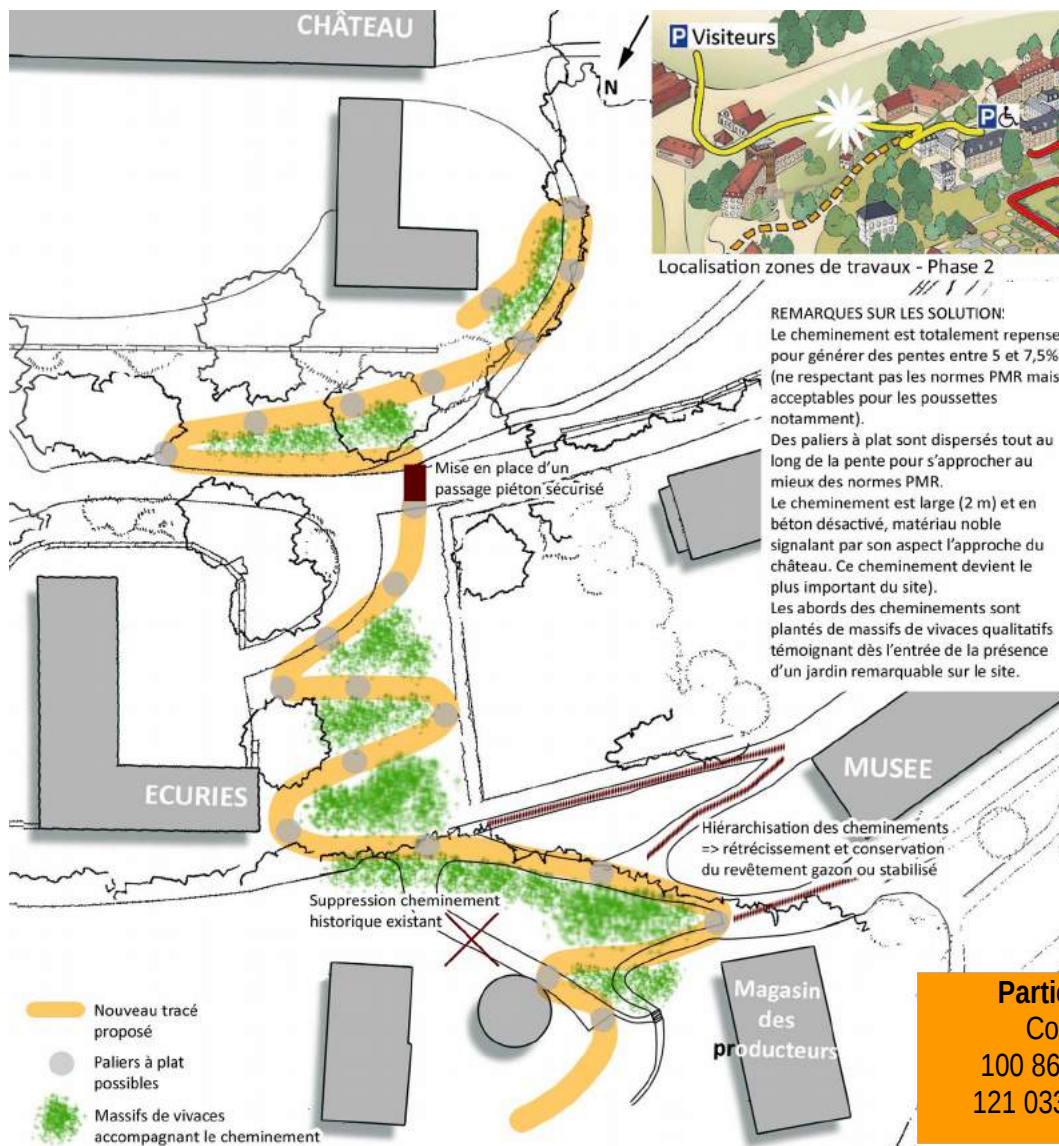 CHÂTEAU
N
P Visiteurs
P
Localisation zones de travaux - Phase 2
REMARQUES SUR LES SOLUTION
Le cheminement est totalement repense
pour générer des pentes entre 5 et 7,5%
(ne respectant pas les normes PMR mais
acceptables pour les poussettes
notamment).
Des paliers à plat sont dispersés tout au
long de la pente pour s'approcher au
mieux des normes PMR.
Le cheminement est large (2 m) et en
béton désactivé, matériau noble
signalant par son aspect l'approche du
château. Ce cheminement devient le
plus important du site).
Les abords des cheminements sont
plantés de massifs de vivaces qualitatifs
témoignant dès l'entrée de la présence
d'un jardin remarquable sur le site.
Mise en place d'un
passage piéton sécurisé
ECURIES
MUSEE
Hiérarchisation des cheminements
=> rétrécissement et conservation
du revêtement gazon ou stabilisé
Suppression cheminement
historique existant
Magasin
des
producteurs
Nouveau tracé
proposé
Paliers à plat
possibles
Massifs de vivaces
accompagnant le cheminement
Parti
Co
100 86
121 033